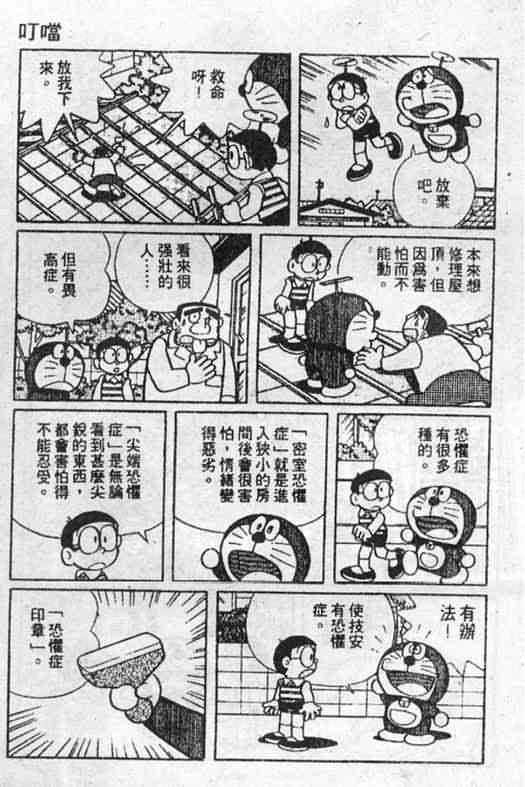 叮噹
放棄
吧。
救命
呀！
放我下
來。
本來想
修理屋
頂，但
因爲害
怕而不
能動。
看來很
强壯的
人……
但有畏
高症。
恐懼症
有很多
種的。
「密室恐懼
症」就是進
入狹小的房
間後會很害
怕，情緒變
得惡劣。
「尖端恐懼
症」是無論
看到甚麼尖
銳的東西，
都會害怕得
不能忍受。
有辦
法！
使技安
有恐懼
症。
「恐懼症
印章」。